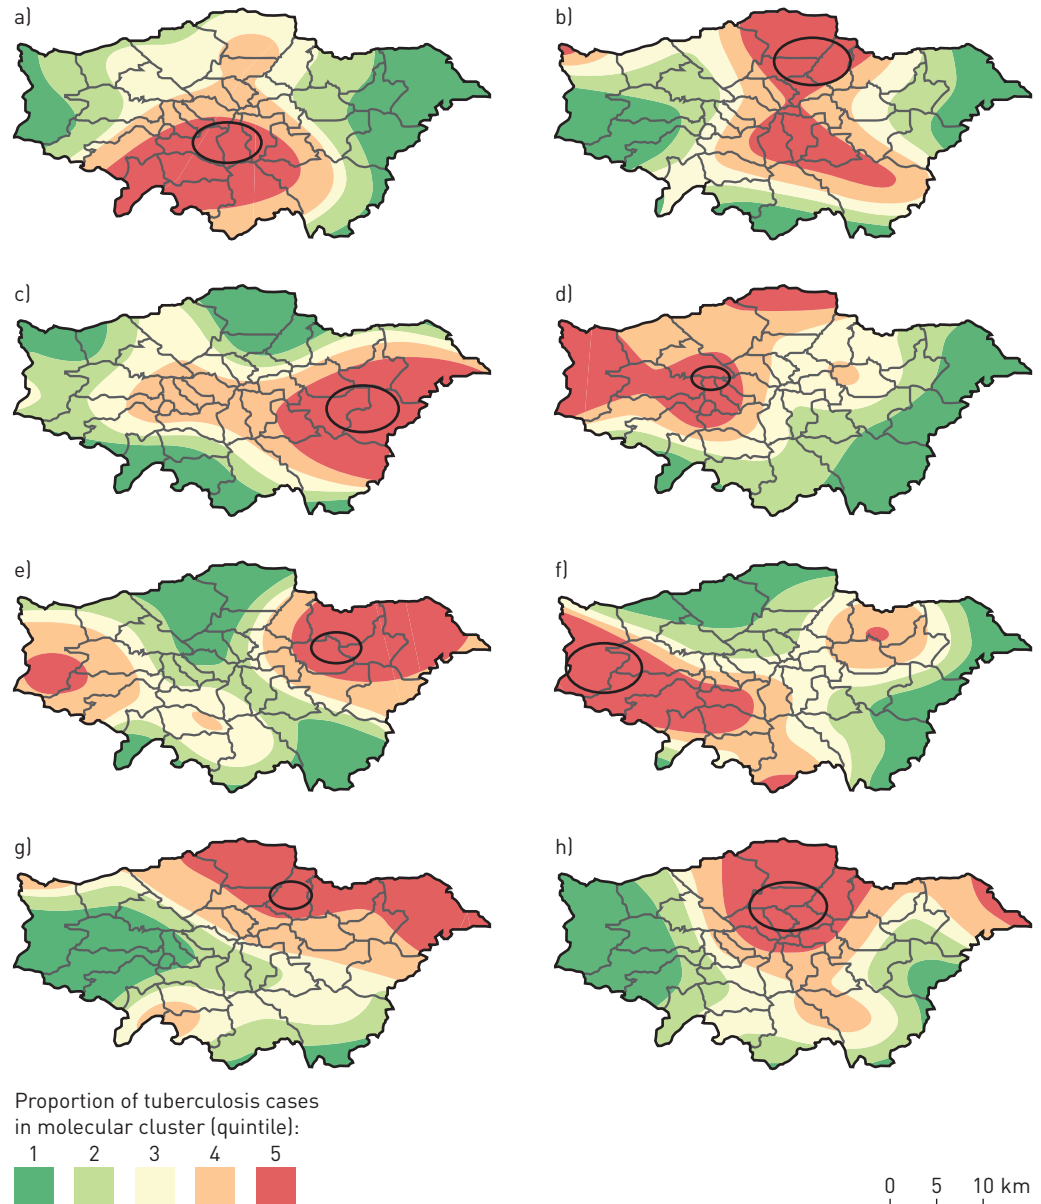 a)
b)
c)
d)
e)
f)
g)
h)
Proportion of tuberculosis cases
in molecular cluster (quintile):
1 2 3 4 5
0 5 10 km